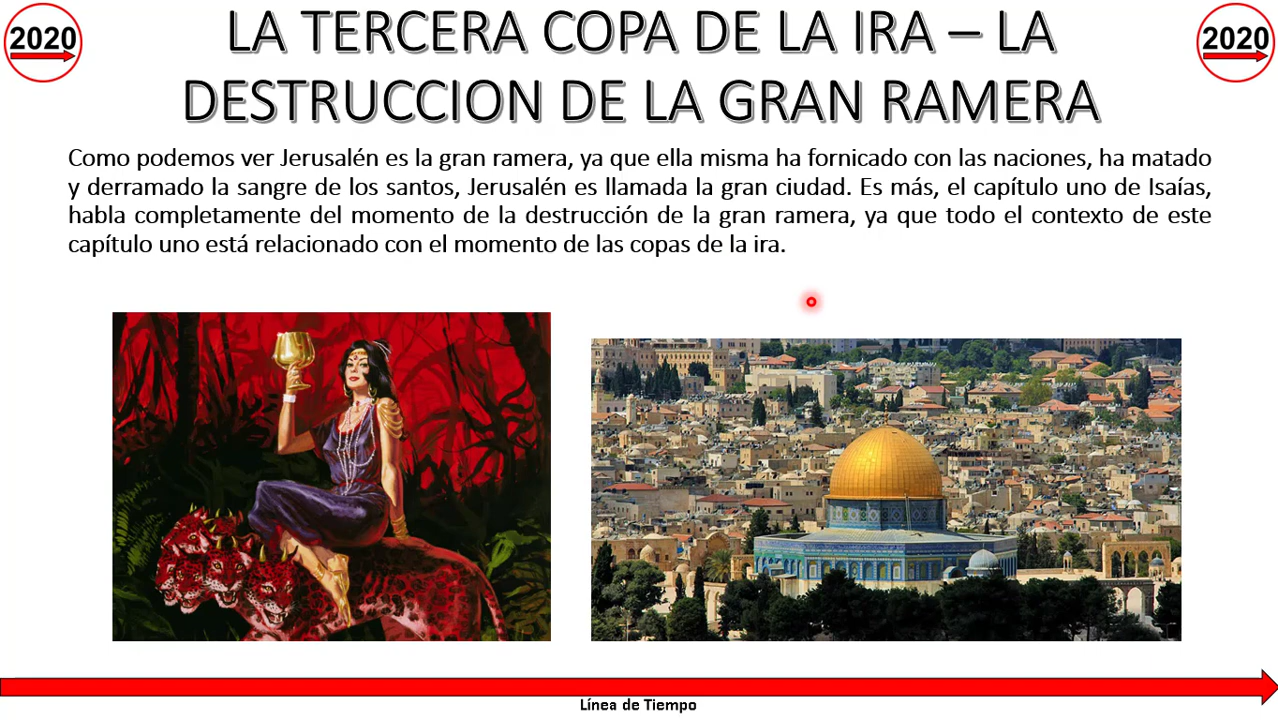 2020
LA TERCERA COPA DE LA IRA – LA
2020
DESTRUCCION DE LA GRAN RAMERA
Como podemos ver Jerusalén es la gran ramera, ya que ella misma ha fornicado con las naciones, ha matado
y derramado la sangre de los santos, Jerusalén es llamada la gran ciudad. Es más, el capítulo uno de Isaías,
habla completamente del momento de la destrucción de la gran ramera, ya que todo el contexto de este
capítulo uno está relacionado con el momento de las copas de la ira.
Línea de Tiempo